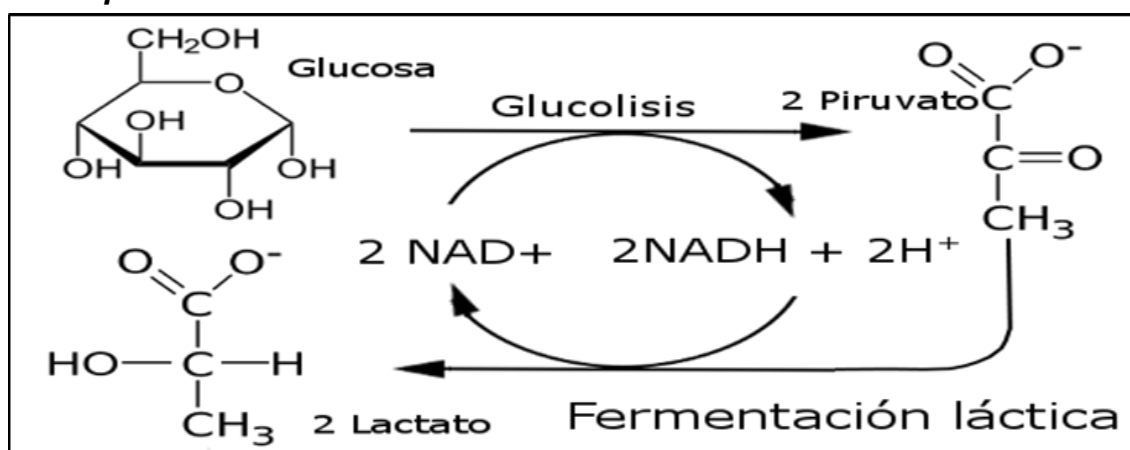 CH2OH
Glucosa
O
OH
OH
OH
OH
Glucolisis
2 Piruvato
O
O-
C
C=O
CH3
2 NAD+
2NADH + 2H+
O
O-
C
HO-C-H
CH3
2 Lactato
Fermentación láctica